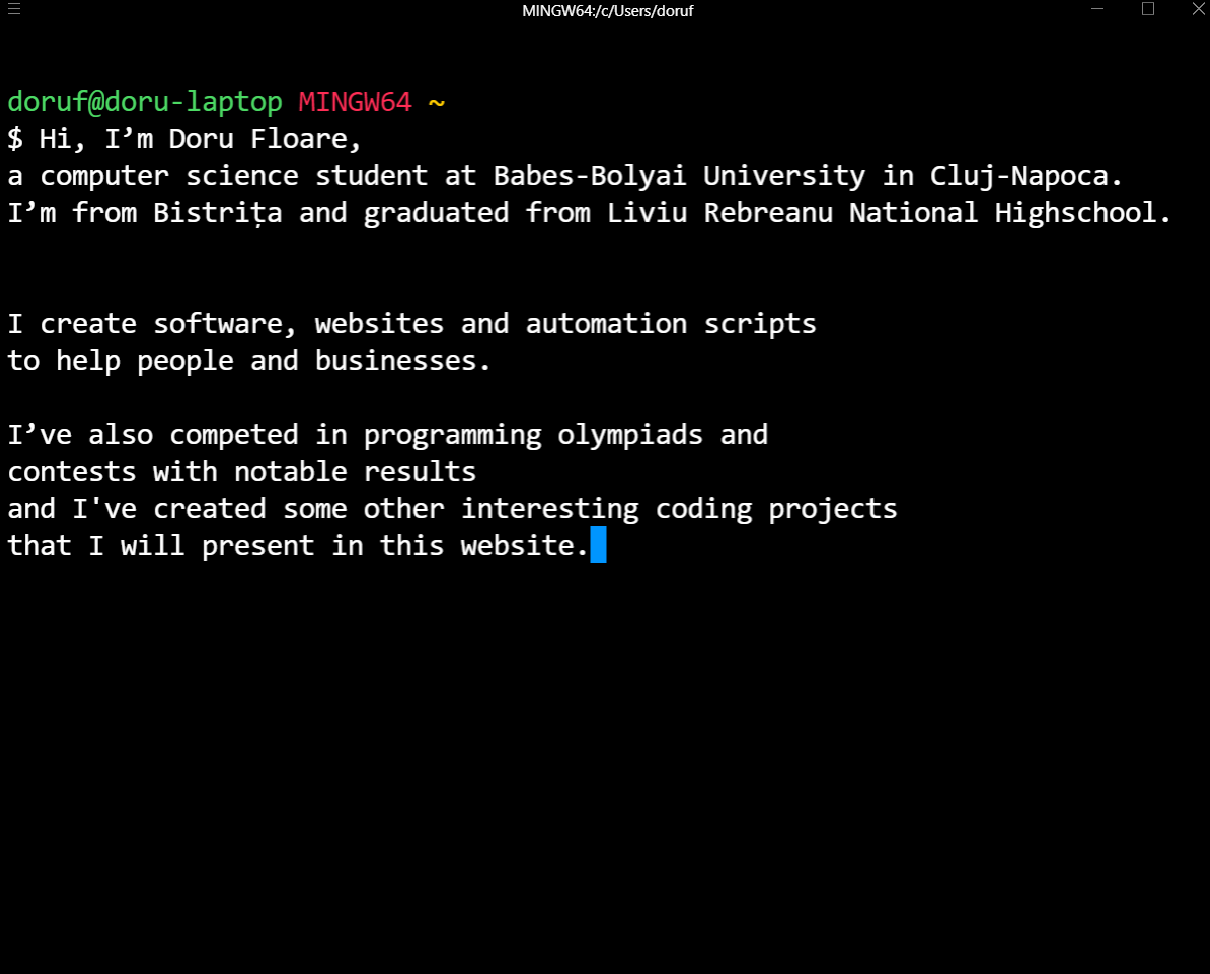 MINGW64:/c/Users/doruf
doruf@doru-laptop MINGW64 ~
$ Hi, I’m Doru Floare,
a computer science student at Babes-Bolyai University in Cluj-Napoca.
I’m from Bistrița and graduated from Liviu Rebreanu National Highschool.
I create software, websites and automation scripts
to help people and businesses.
I’ve also competed in programming olympiads and
contests with notable results
and I've created some other interesting coding projects
that I will present in this website.